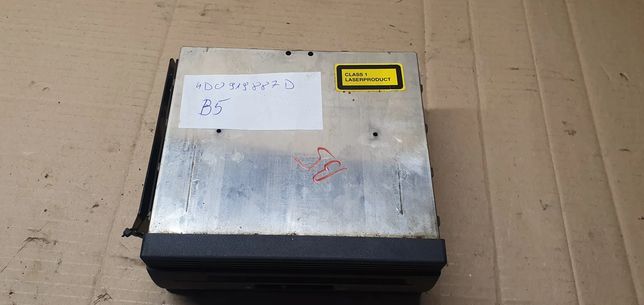 4D0919887D
B5
CLASS 1
LASERPRODUCT